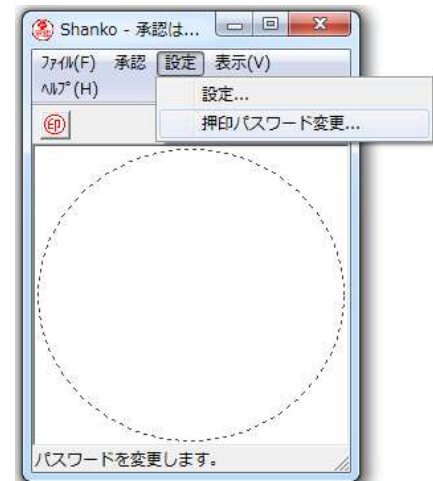 Shanko - 承認は...
ﾌｧｲﾙ(F) 承認 設定 表示(V)
ﾍﾙﾌﾟ(H)
設定...
押印パスワード変更...
印
パスワードを変更します。